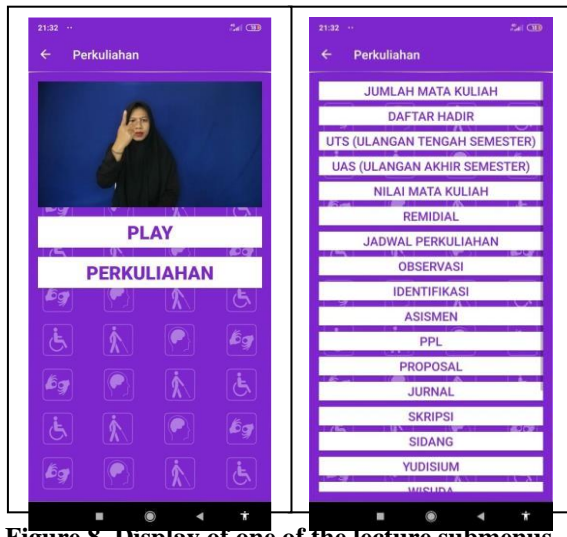 21:32
Perkuliahan
PLAY
PERKULIAHAN
21:32
Perkuliahan
JUMLAH MATA KULIAH
DAFTAR HADIR
UTS (ULANGAN TENGAH SEMESTER)
UAS (ULANGAN AKHIR SEMESTER)
NILAI MATA KULIAH
REMIDIAL
JADWAL PERKULIAHAN
OBSERVASI
IDENTIFIKASI
ASISMEN
PPL
PROPOSAL
JURNAL
SKRIPSI
SIDANG
YUDISIUM
WISUDA
Figure 8. Display of one of the lecture submenus